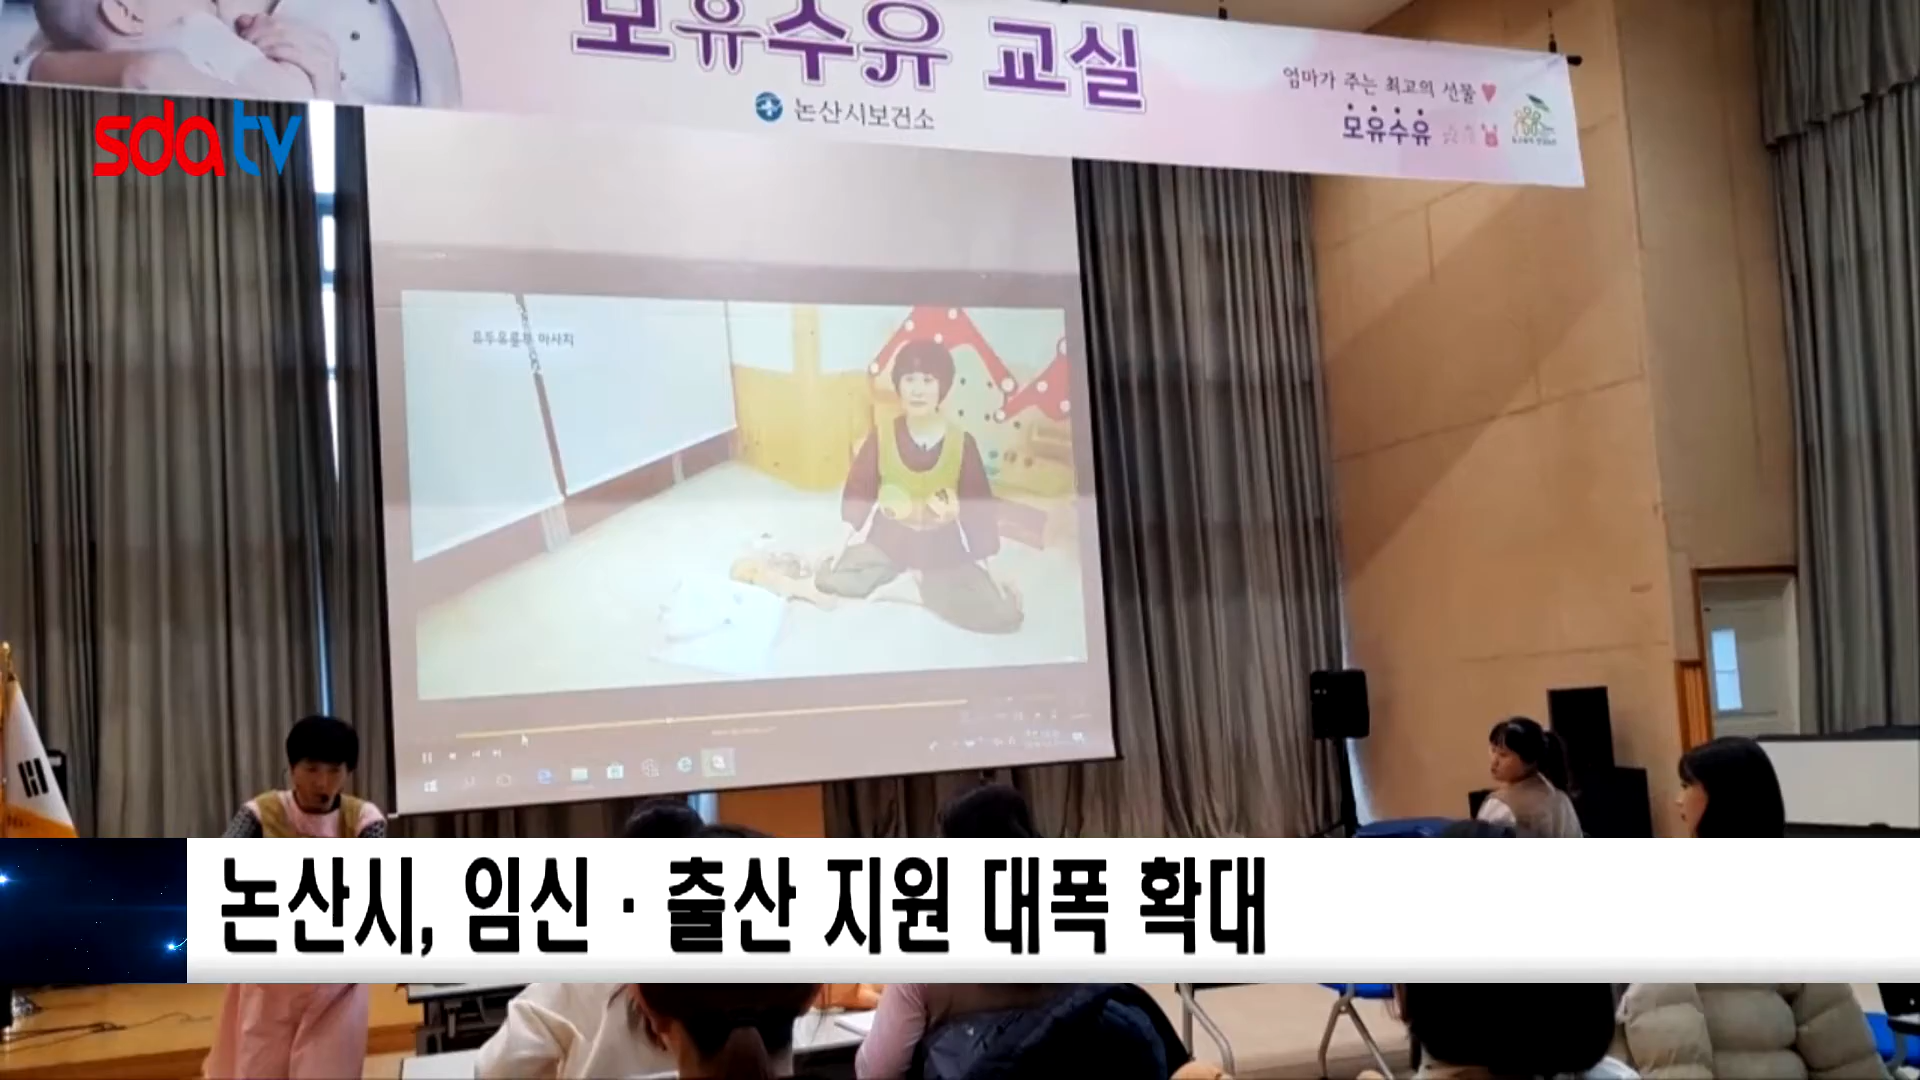 모유수유 교실
논산시보건소
엄마가 주는 최고의 선물
모유수유
sda tv
유두유륜부 마사지
논산시, 임신·출산 지원 대폭 확대